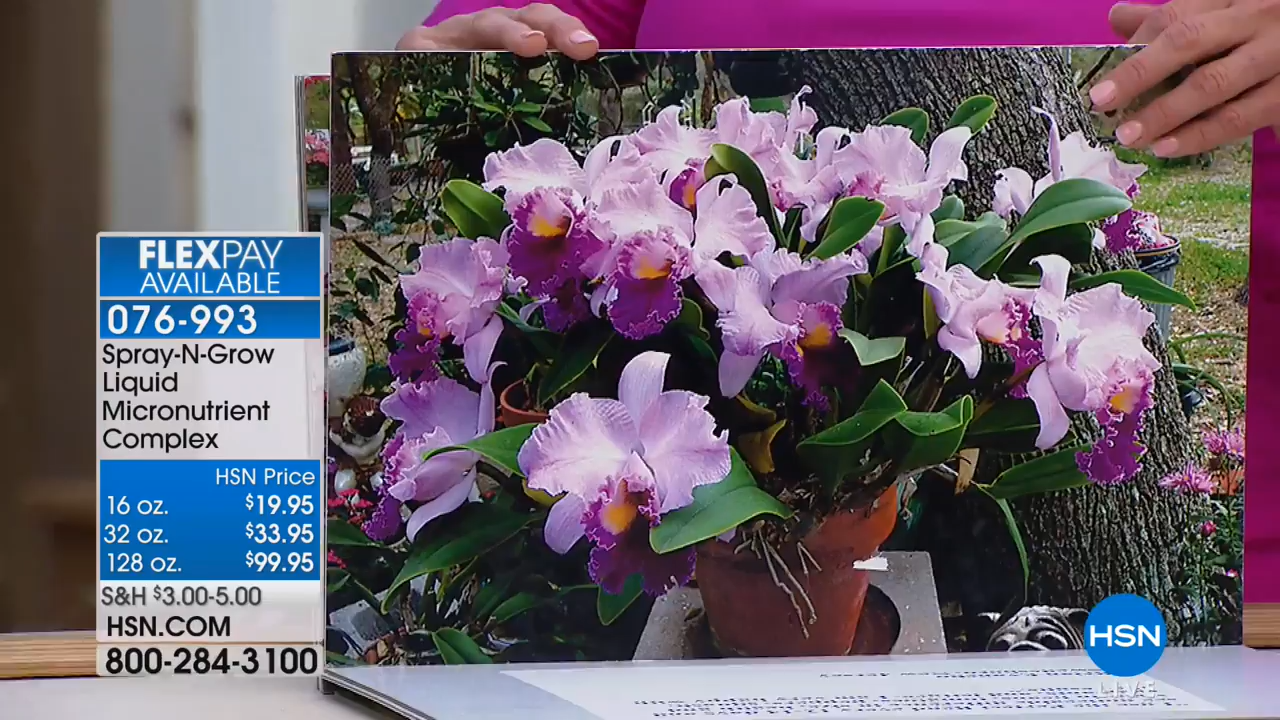 FLEXPAY
AVAILABLE
076-993
Spray-N-Grow
Liquid
Micronutrient
Complex
HSN Price
16 oz. $19.95
32 oz. $33.95
128 oz. $99.95
S&H $3.00-5.00
HSN.COM
800-284-3100
HSN
LIVE